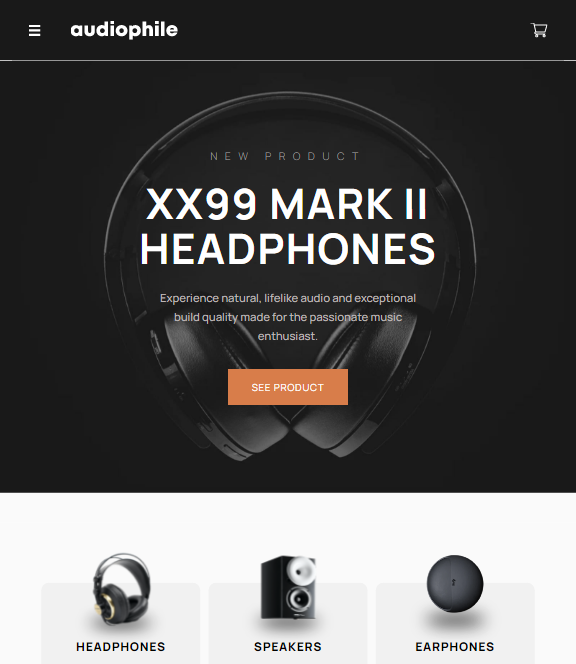 audiophile
NEW PRODUCT
XX99 MARK II
HEADPHONES
Experience natural, lifelike audio and exceptional
build quality made for the passionate music
enthusiast.
SEE PRODUCT
HEADPHONES
SPEAKERS
EARPHONES